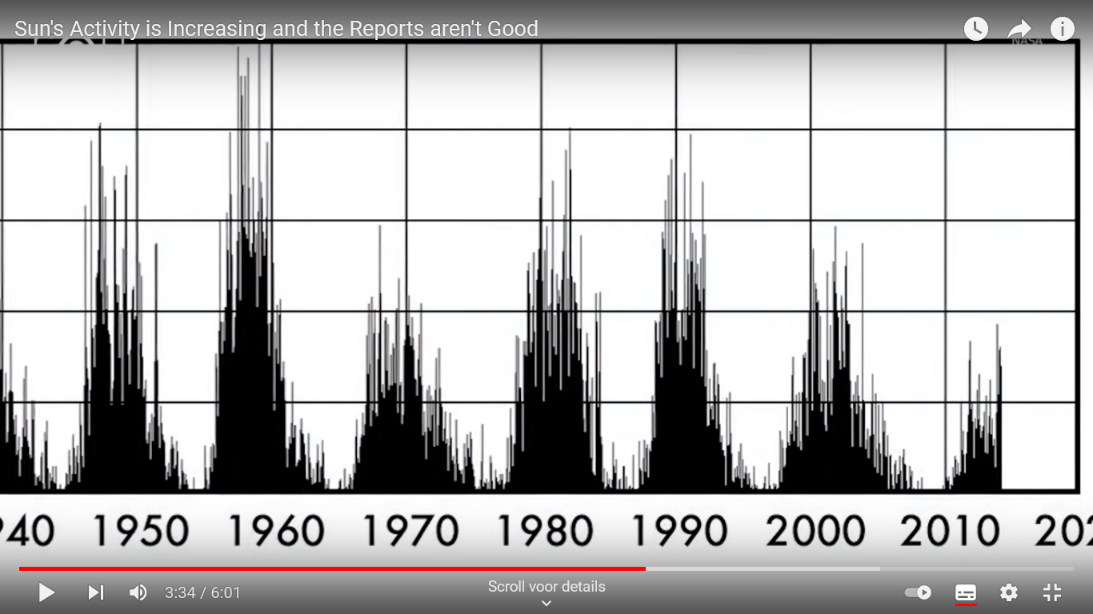 Sun's Activity is Increasing and the Reports aren't Good
NASA
1950 1960 1970 1980 1990 2000 2010
3:34 / 6:01
Scroll voor details